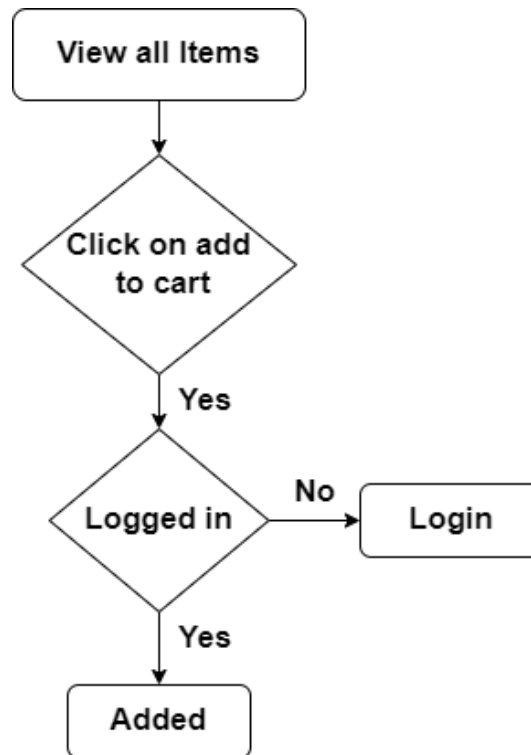 View all Items
Click on add
to cart
Yes
Logged in
No
Login
Yes
Added